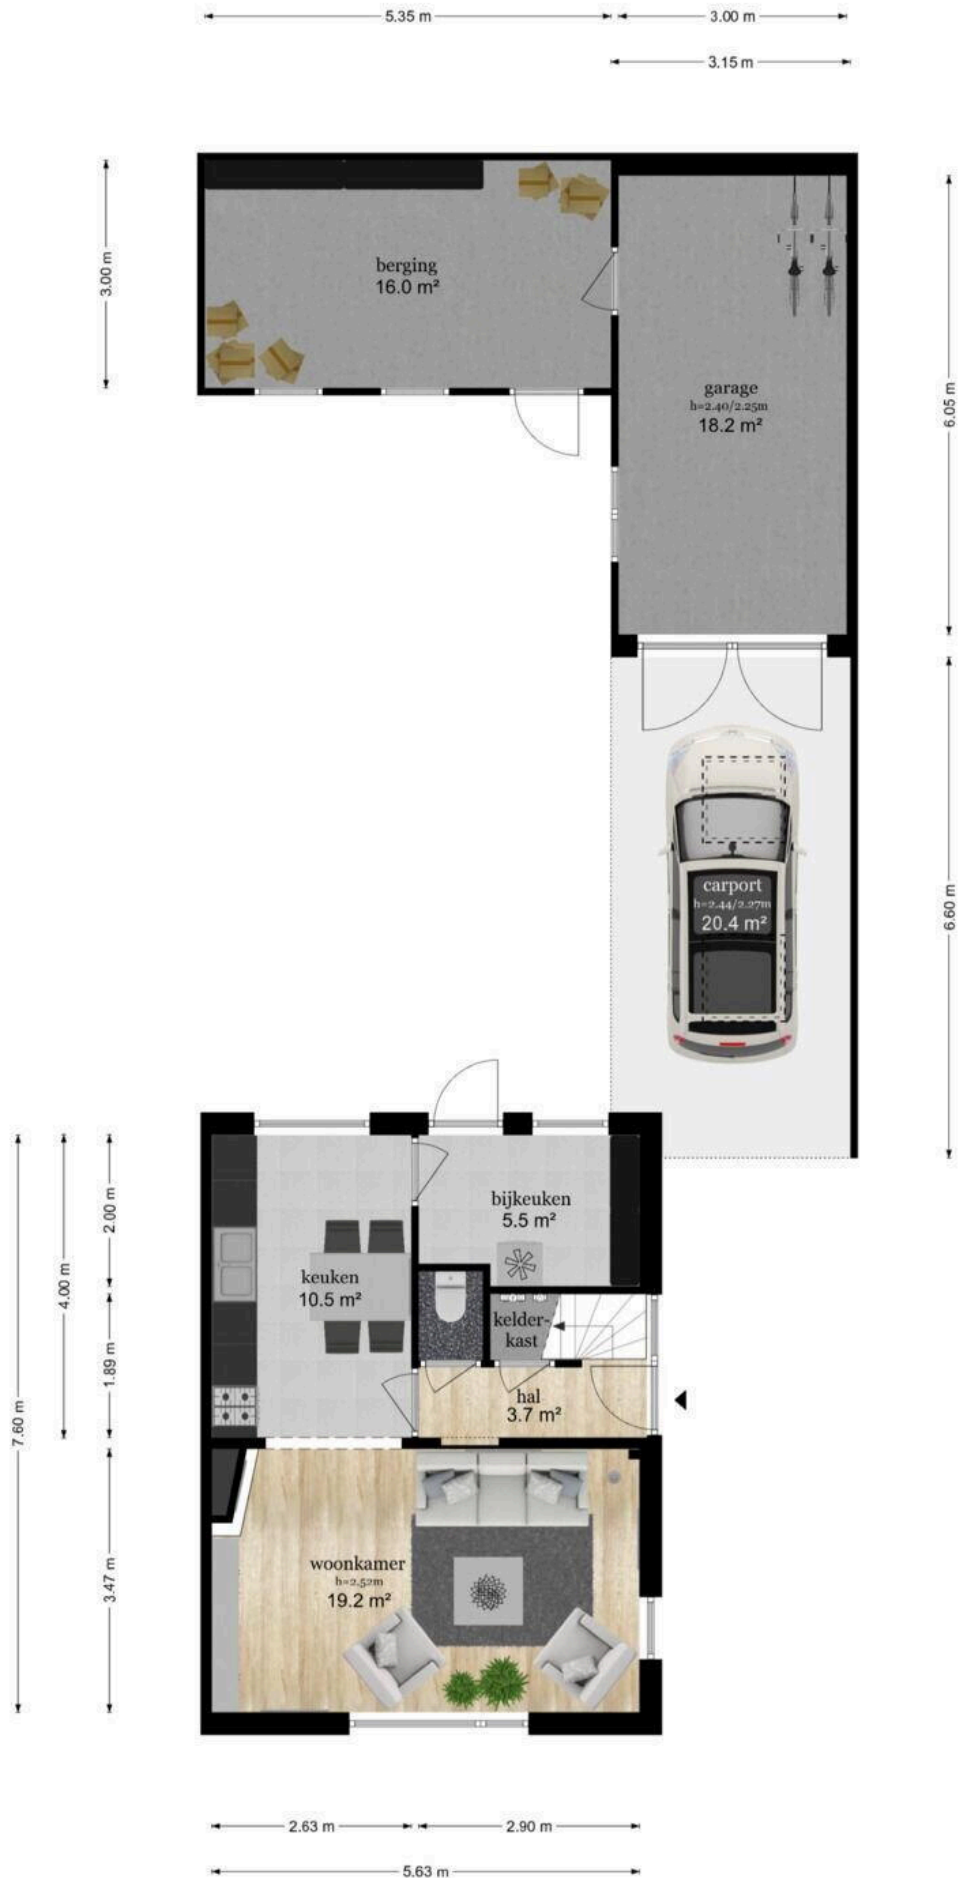 5.35 m
3.00 m
3.15 m
3.00 m
berging
16.0 m²
garage
h=2.40/2.25m
18.2 m²
6.05 m
carport
h=2.44/2.27m
20.4 m²
6.60 m
7.60 m
4.00 m
2.00 m
1.89 m
3.47 m
bijkeuken
5.5 m²
keuken
10.5 m²
kelder-
kast
hal
3.7 m²
woonkamer
h=2.52m
19.2 m²
2.63 m
2.90 m
5.63 m